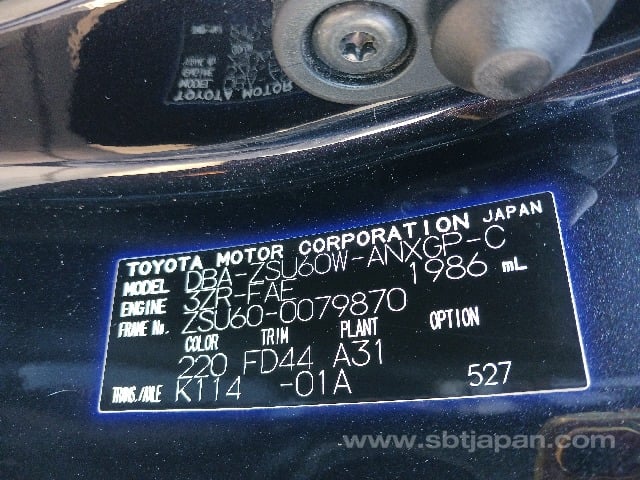 TOYOTA MOTOR CORPORATION JAPAN
MODEL DBA-ZSU60W-ANXGP-C
ENGINE 3ZR-FAE 1986 mL
FRAME No. ZSU60-0079870
COLOR TRIM PLANT OPTION
220 FD44 A31
TRANS./AXLE K114 -01A 527
www.sbtjapan.com